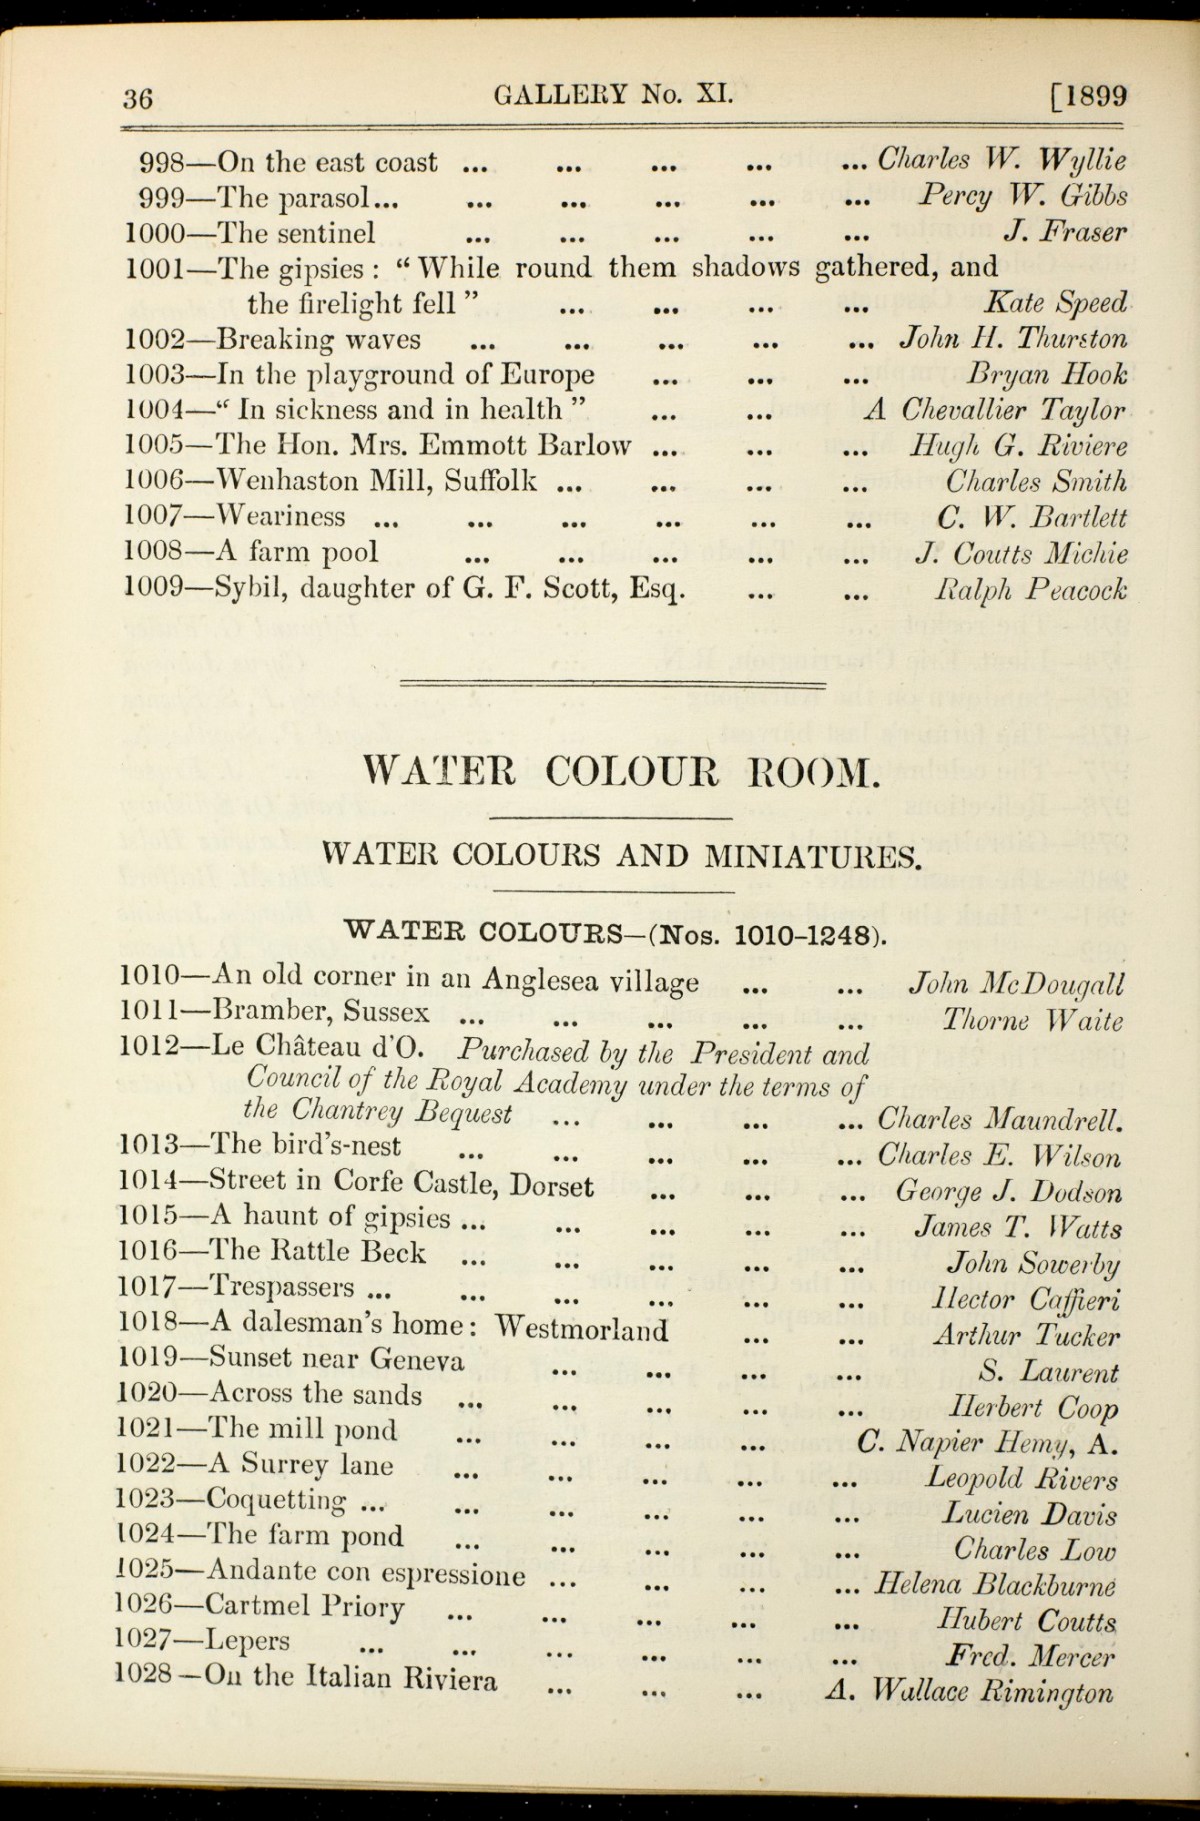 36 GALLERY No. XI. [1899
998—On the east coast ... ... ... ... ... Charles W. Wyllie
999—The parasol... ... ... ... ... ... Percy W. Gibbs
1000—The sentinel ... ... ... ... ... J. Fraser
1001—The gipsies : “ While round them shadows gathered, and
the firelight fell ” ... ... ... ... Kate Speed
1002—Breaking waves ... ... ... ... ... John H. Thurston
1003—In the playground of Europe ... ... ... Bryan Hook
1004—“ In sickness and in health ” ... ... A Chevallier Taylor
1005—The Hon. Mrs. Emmott Barlow ... ... ... Hugh G. Riviere
1006—Wenhaston Mill, Suffolk ... ... ... ... Charles Smith
1007—Weariness ... ... ... ... ... ... C. W. Bartlett
1008—A farm pool ... ... ... ... ... J. Coutts Michie
1009—Sybil, daughter of G. F. Scott, Esq. ... ... Ralph Peacock
WATER COLOUR ROOM.
WATER COLOURS AND MINIATURES.
WATER COLOURS—(Nos. 1010-1248).
1010—An old corner in an Anglesea village ... ... John McDougall
1011—Bramber, Sussex ... ... ... ... ... Thorne Waite
1012—Le Château d'O. Purchased by the President and
Council of the Royal Academy under the terms of
the Chantrey Bequest ... ... ... ... Charles Maundrell.
1013—The bird's-nest ... ... ... ... ... Charles E. Wilson
1014—Street in Corfe Castle, Dorset ... ... ... George J. Dodson
1015—A haunt of gipsies ... ... ... ... ... James T. Watts
1016—The Rattle Beck ... ... ... ... ... John Sowerby
1017—Trespassers ... ... ... ... ... ... Hector Caffieri
1018—A dalesman's home : Westmorland ... ... Arthur Tucker
1019—Sunset near Geneva ... ... ... ... S. Laurent
1020—Across the sands ... ... ... ... ... Herbert Coop
1021—The mill pond ... ... ... ... C. Napier Hemy, A.
1022—A Surrey lane ... ... ... ... ... Leopold Rivers
1023—Coquetting ... ... ... ... ... ... Lucien Davis
1024—The farm pond ... ... ... ... ... Charles Low
1025—Andante con espressione ... ... ... ... Helena Blackburne
1026—Cartmel Priory ... ... ... ... ... Hubert Coutts
1027—Lepers ... ... ... ... ... ... Fred. Mercer
1028—On the Italian Riviera ... ... ... A. Wallace Rimington